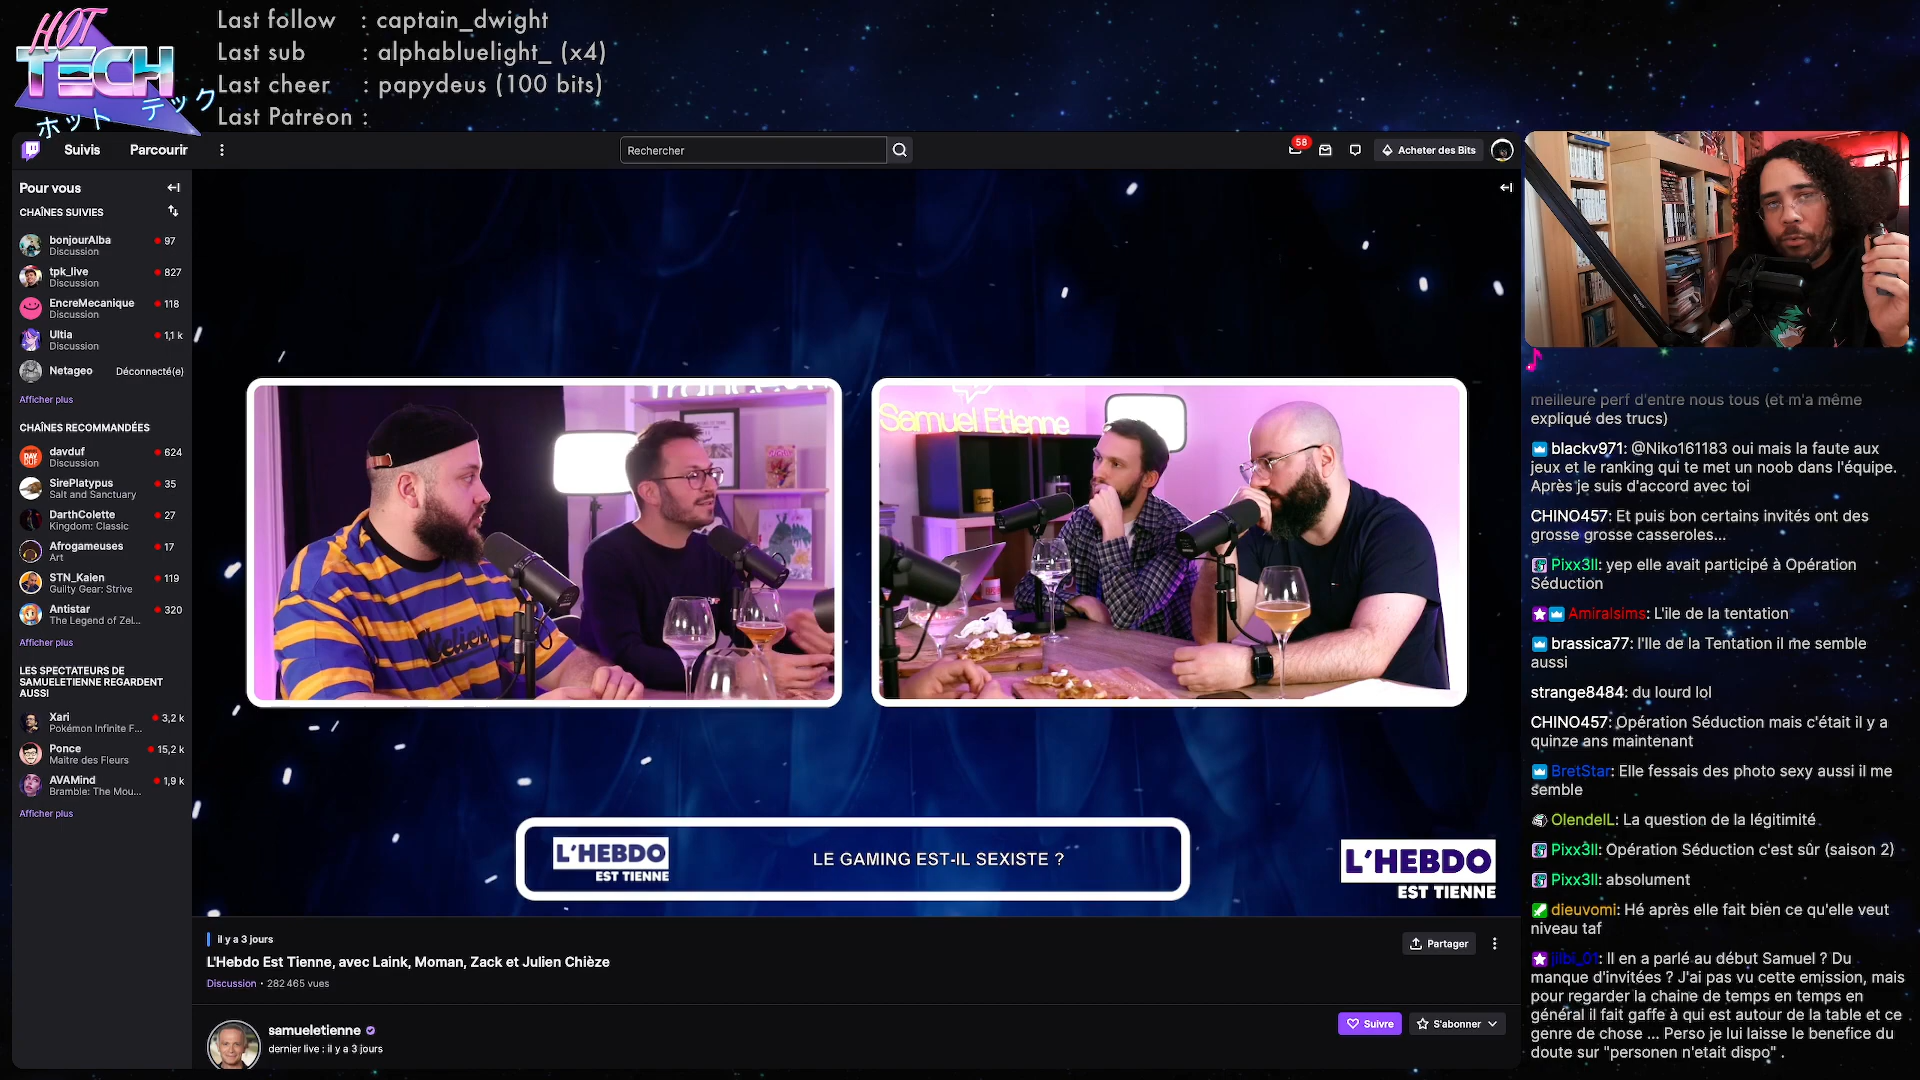 HOT
TECH
ホット テック
Last follow : captain_dwight
Last sub : alphabluelight_ (x4)
Last cheer : papydeus (100 bits)
Last Patreon :
Suivis
Parcourir
Rechercher
58
Acheter des Bits
Pour vous
CHAÎNES SUIVIES
bonjourAlba
97
Discussion
tpk_live
827
Discussion
EncreMecanique
118
Discussion
Ultia
1,1 k
Discussion
Netageo
Déconnecté(e)
Afficher plus
CHAÎNES RECOMMANDÉES
davduf
624
Discussion
SirePlatypus
35
Salt and Sanctuary
DarthColette
27
Kingdom: Classic
Afrogameuses
17
Art
STN_Kaien
119
Guilty Gear: Strive
Antistar
320
The Legend of Zel...
Afficher plus
LES SPECTATEURS DE
SAMUELETIENNE REGARDENT
AUSSI
Xari
3,2 k
Pokémon Infinite F...
Ponce
15,2 k
Maitre des Fleurs
AVAMind
1,9 k
Bramble: The Mou...
Afficher plus
Samuel Etienne
Atelier
L'HEBDO
EST TIENNE
LE GAMING EST-IL SEXISTE ?
L'HEBDO
EST TIENNE
il y a 3 jours
L'Hebdo Est Tienne, avec Laink, Moman, Zack et Julien Chièze
Discussion • 282 465 vues
Partager
samueletienne
dernier live : il y a 3 jours
Suivre
S'abonner
meilleure perf d'entre nous tous (et m'a même
expliqué des trucs)
blackv971: @Niko161183 oui mais la faute aux
jeux et le ranking qui te met un noob dans l'équipe.
Après je suis d'accord avec toi
CHINO457: Et puis bon certains invités ont des
grosse grosse casseroles...
Pixx3ll: yep elle avait participé à Opération
Séduction
Amiralsims: L'ile de la tentation
brassica77: l'Ile de la Tentation il me semble
aussi
strange8484: du lourd lol
CHINO457: Opération Séduction mais c'était il y a
quinze ans maintenant
BretStar: Elle fessais des photo sexy aussi il me
semble
OlendelL: La question de la légitimité
Pixx3ll: Opération Séduction c'est sûr (saison 2)
Pixx3ll: absolument
dieuvomi: Hé après elle fait bien ce qu'elle veut
niveau taf
jiibi_01: Il en a parlé au début Samuel ? Du
manque d'invitées ? J'ai pas vu cette emission, mais
pour regarder la chaine de temps en temps en
général il fait gaffe à qui est autour de la table et ce
genre de chose ... Perso je lui laisse le benefice du
doute sur "personen n'etait dispo" .